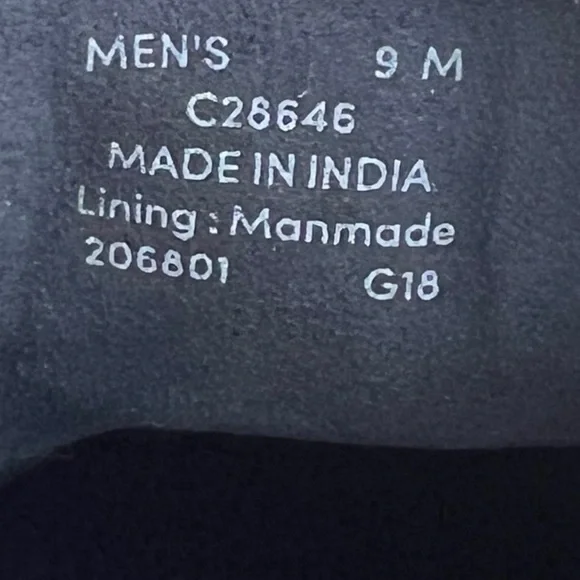 MEN'S 9 M
C28646
MADE IN INDIA
Lining : Manmade
206801 G18